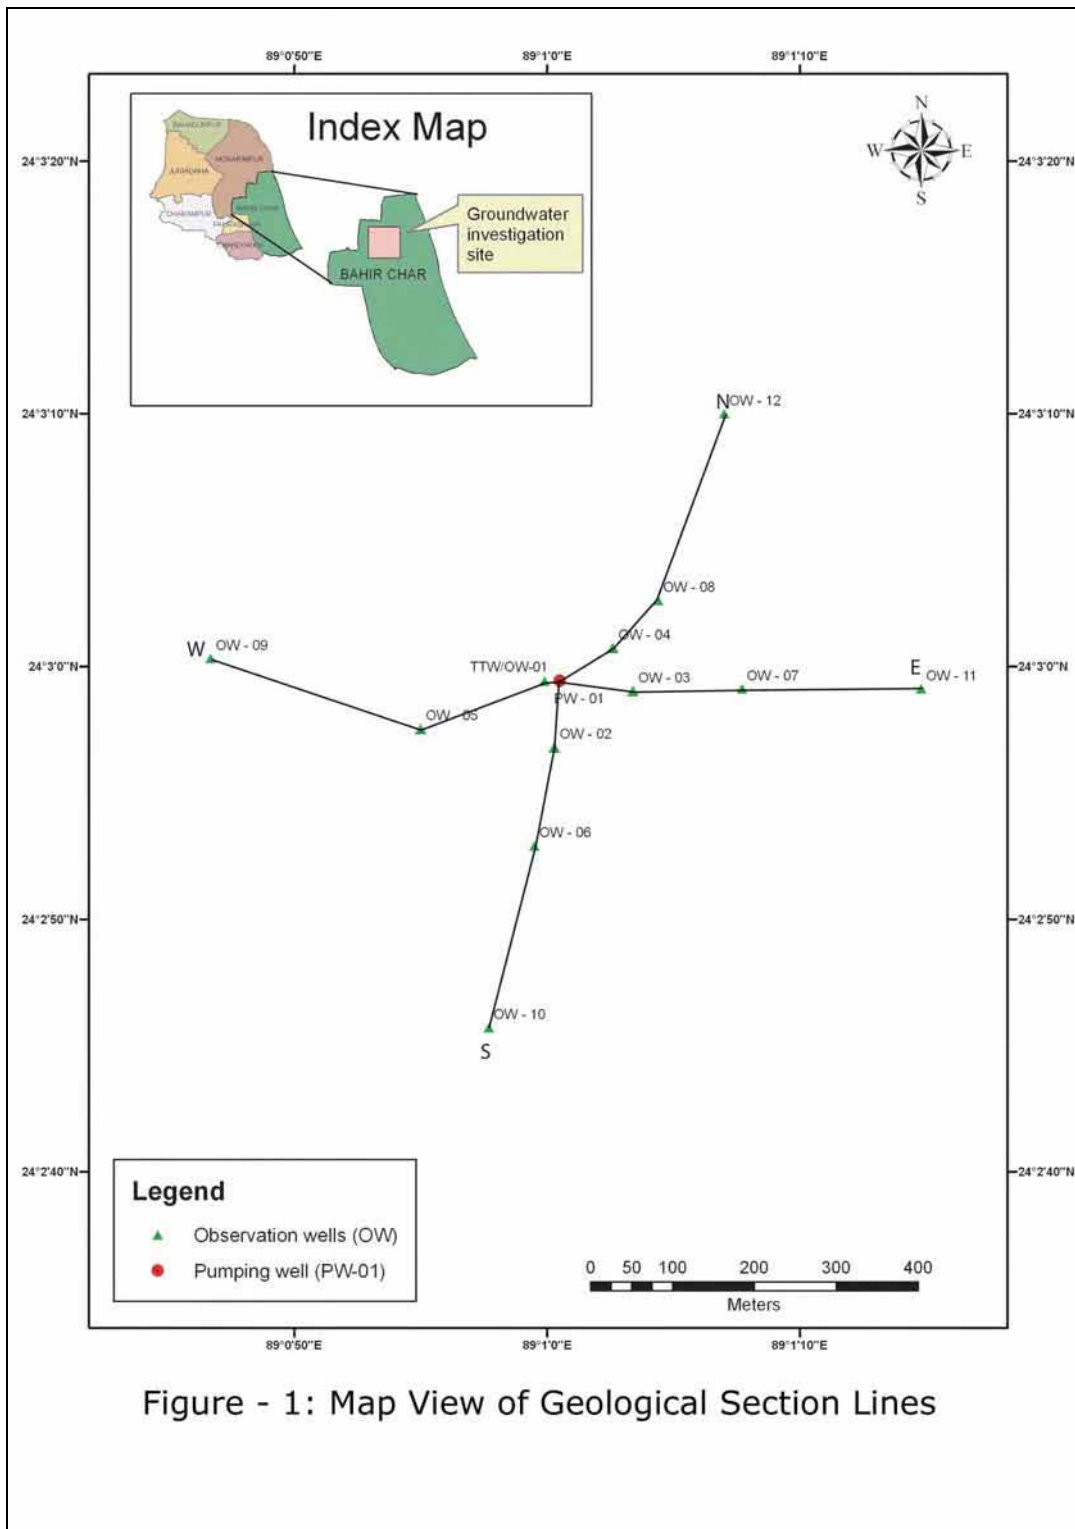 89°0'50"E 89°1'0"E 89°1'10"E
Index Map
N
W E
S
24°3'20"N 24°3'20"N
BAHADURPUR
MOKARIMPUR
JUNIADAHA
BAHIR CHAR
Groundwater
investigation
site
BAHIR CHAR
24°3'10"N 24°3'10"N
N OW - 12
OW - 08
OW - 04
W OW - 09
24°3'0"N 24°3'0"N
TTW/OW-01
E
OW - 03 OW - 07 OW - 11
PW - 01
OW - 05
OW - 02
OW - 06
24°2'50"N 24°2'50"N
OW - 10
S
24°2'40"N 24°2'40"N
Legend
Observation wells (OW)
Pumping well (PW-01)
0 50 100 200 300 400
Meters
89°0'50"E 89°1'0"E 89°1'10"E
Figure - 1: Map View of Geological Section Lines